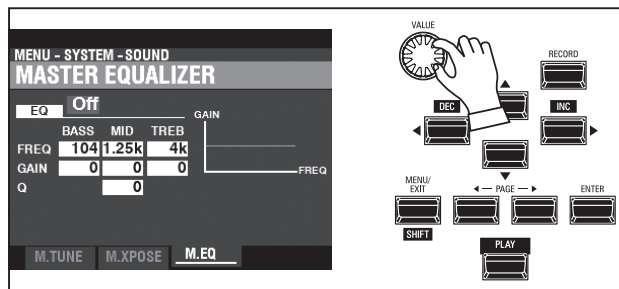 MENU - SYSTEM - SOUND
MASTER EQUALIZER
EQ Off
GAIN
BASS MID TREB
FREQ 104 1.25k 4k
GAIN 0 0 0
FREQ
Q 0
M.TUNE M.XPOSE M.EQ
VALUE
RECORD
DEC INC
MENU/
EXIT
PAGE
ENTER
SHIFT
PLAY